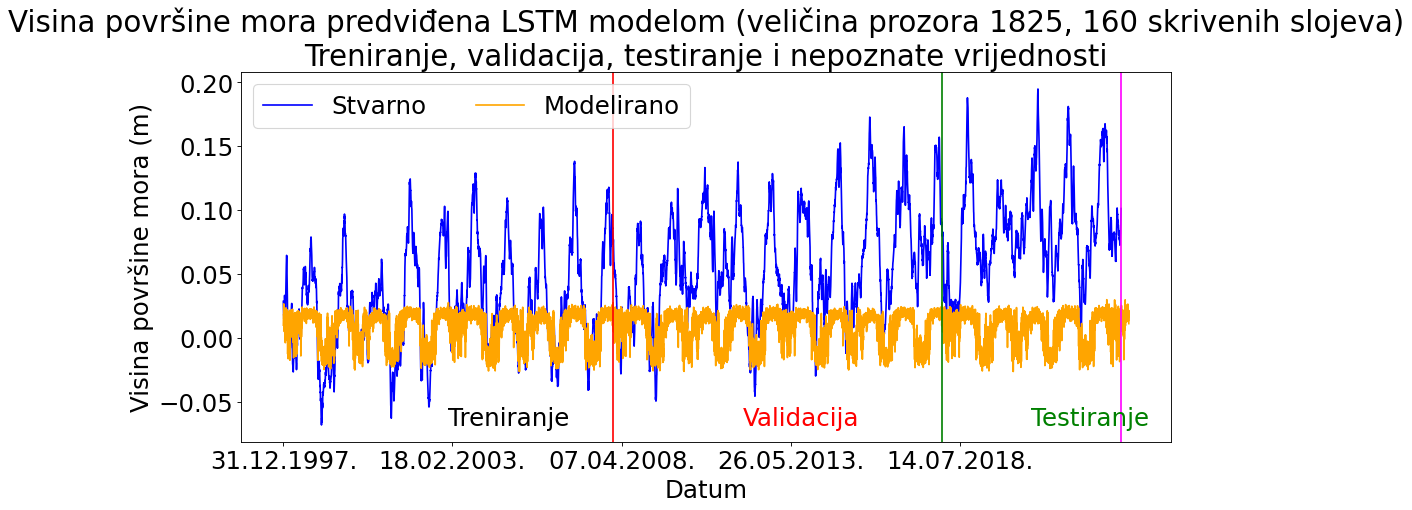 Visina površine mora predviđena LSTM modelom (veličina prozora 1825, 160 skrivenih slojeva)
Treniranje, validacija, testiranje i nepoznate vrijednosti
Stvarno
Modelirano
Visina površine mora (m)
0.20
0.15
0.10
0.05
0.00
−0.05
Treniranje
Validacija
Testiranje
31.12.1997.
18.02.2003.
07.04.2008.
26.05.2013.
14.07.2018.
Datum